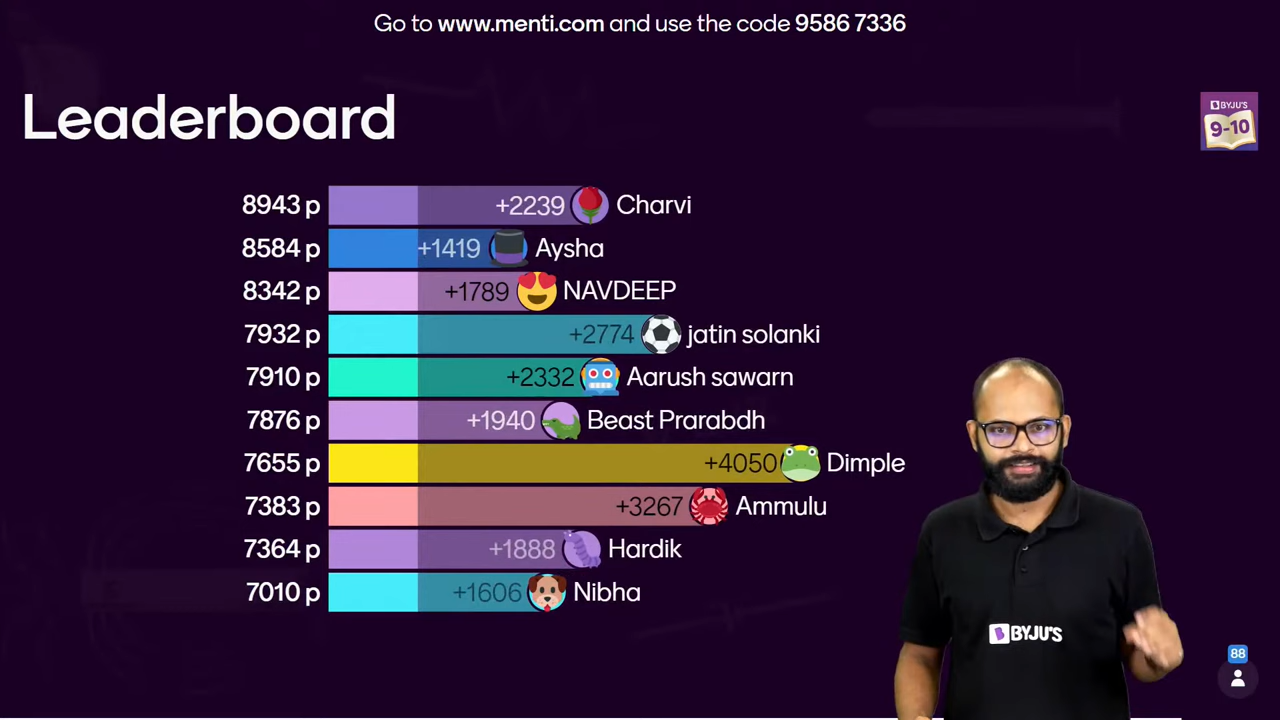 Go to www.menti.com and use the code 9586 7336
Leaderboard
BYJU'S
9-10
8943 p +2239 Charvi
8584 p +1419 Aysha
8342 p +1789 NAVDEEP
7932 p +2774 jatin solanki
7910 p +2332 Aarush sawarn
7876 p +1940 Beast Prarabdh
7655 p +4050 Dimple
7383 p +3267 Ammulu
7364 p +1888 Hardik
7010 p +1606 Nibha
BYJU'S
88